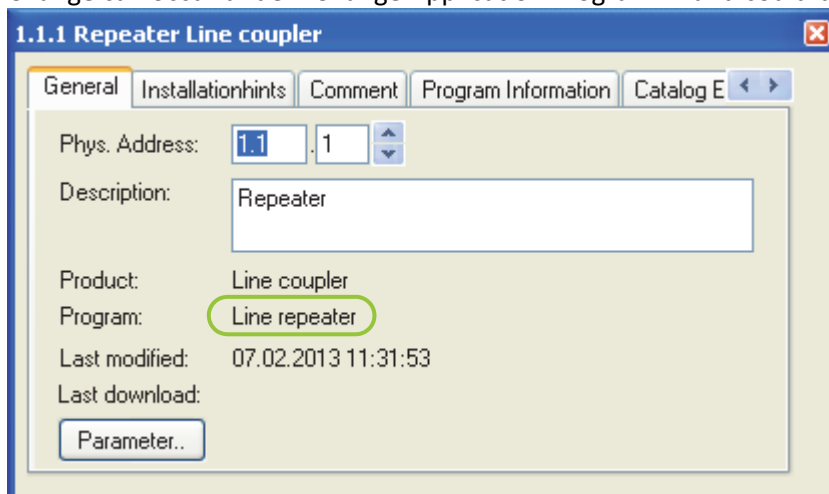 1.1.1 Repeater Line coupler
General Installationhints Comment Program Information Catalog E
Phys. Address: 1.1 . 1
Description: Repeater
Product: Line coupler
Program: Line repeater
Last modified: 07.02.2013 11:31:53
Last download:
Parameter..